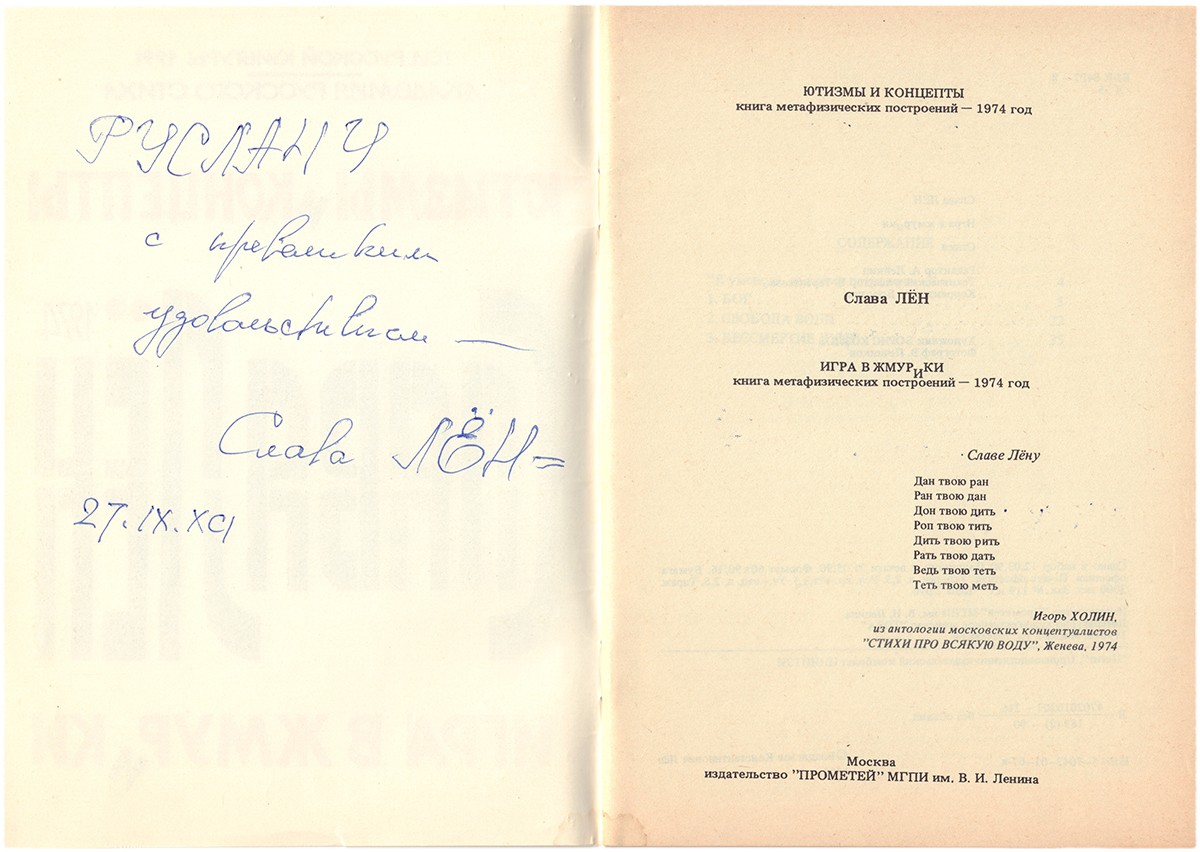 РУСЛАНУ
с превеликим
удовольствием —
Слава ЛЁН =
27.IX.XC
ЮТИЗМЫ И КОНЦЕПТЫ
книга метафизических построений — 1974 год
Слава ЛЁН
ИГРА В ЖМУРиКИ
книга метафизических построений — 1974 год
Славе Лёну
Дан твою ран
Ран твою дан
Дон твою дить
Роп твою тить
Дить твою рить
Рать твою дать
Ведь твою теть
Теть твою меть
Игорь ХОЛИН,
из антологии московских концептуалистов
"СТИХИ ПРО ВСЯКУЮ ВОДУ", Женева, 1974
Москва
издательство "ПРОМЕТЕЙ" МГПИ им. В. И. Ленина